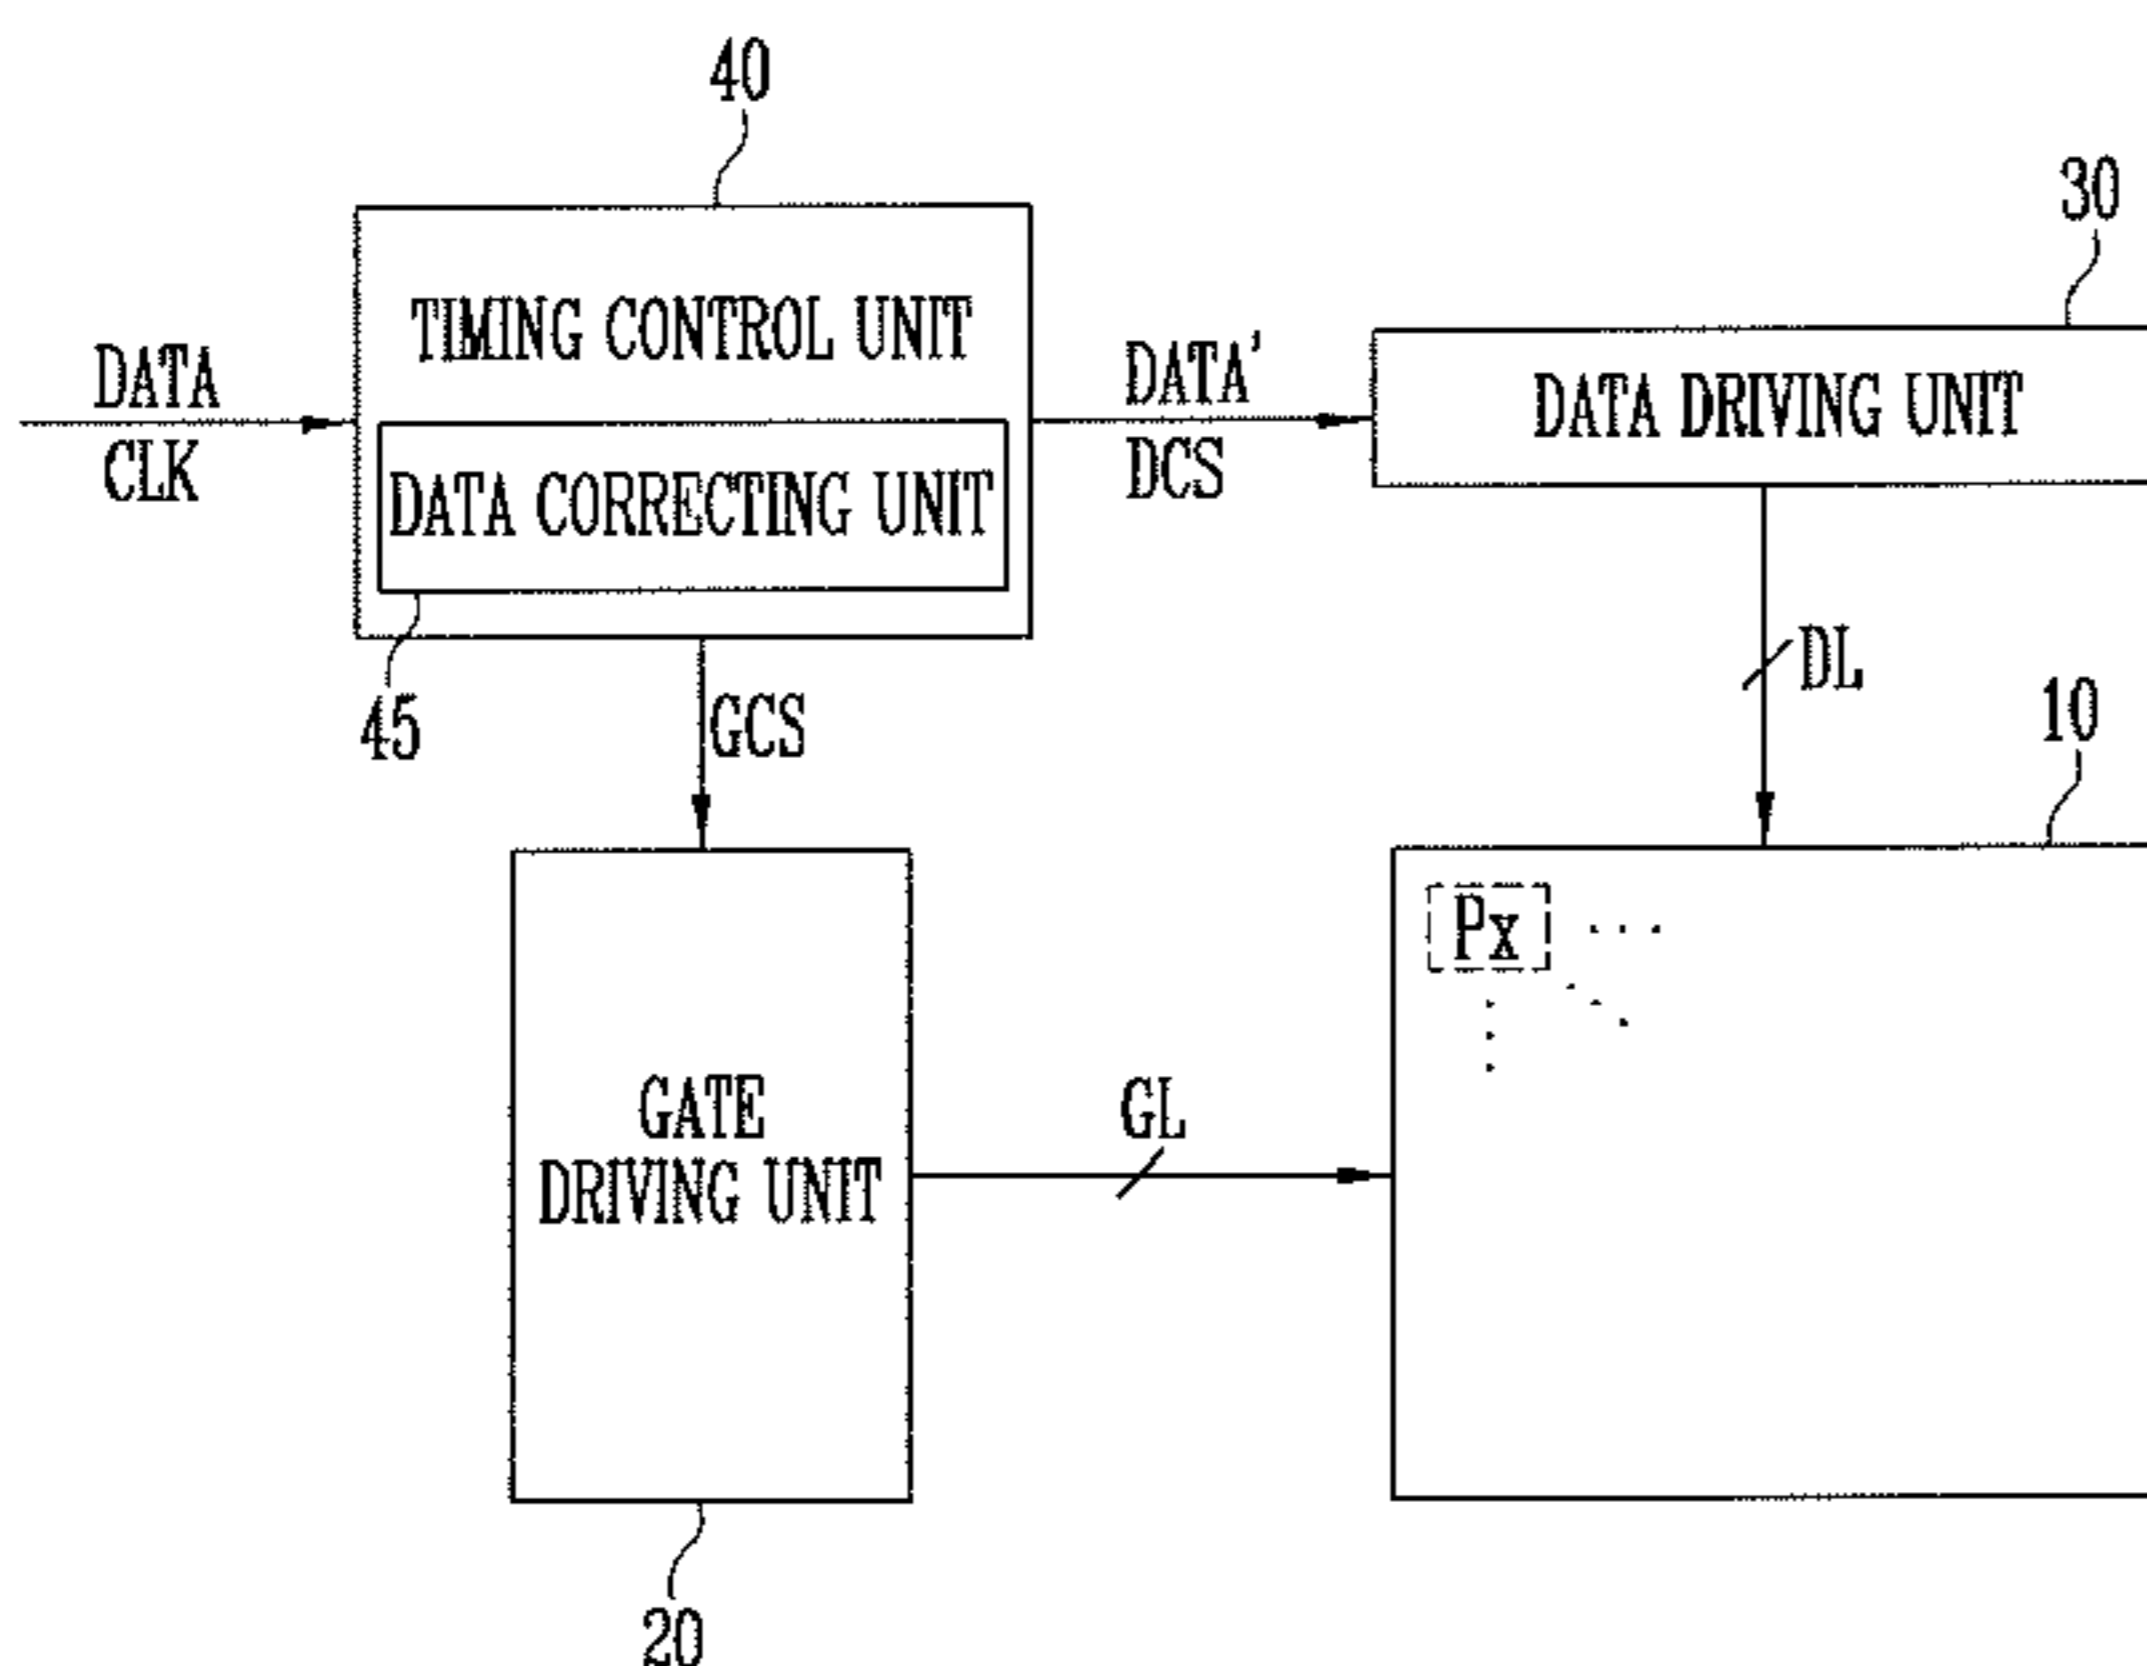 40
30
TIMING CONTROL UNIT
DATA
CLK
DATA'
DCS
DATA DRIVING UNIT
DATA CORRECTING UNIT
45
GCS
DL
10
Px
GATE
DRIVING UNIT
GL
20